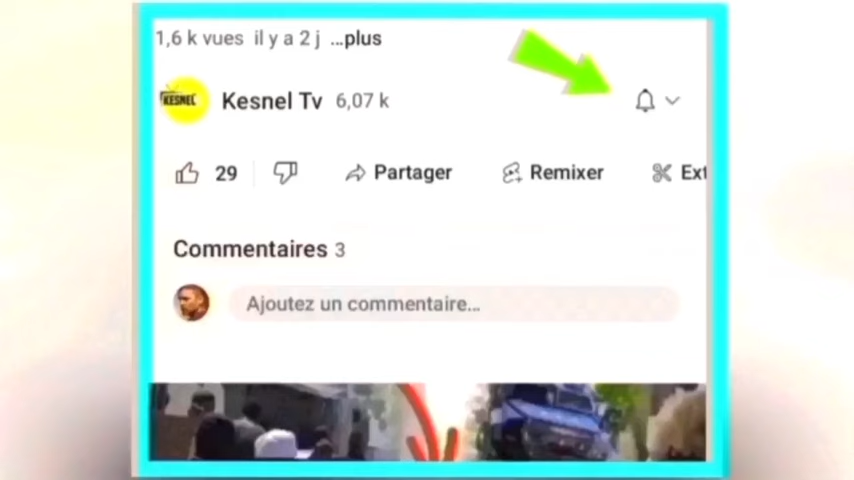 1,6 k vues il y a 2 j ...plus
KESNEL
Kesnel Tv 6,07 k
29 Partager Remixer Ext
Commentaires 3
Ajoutez un commentaire...